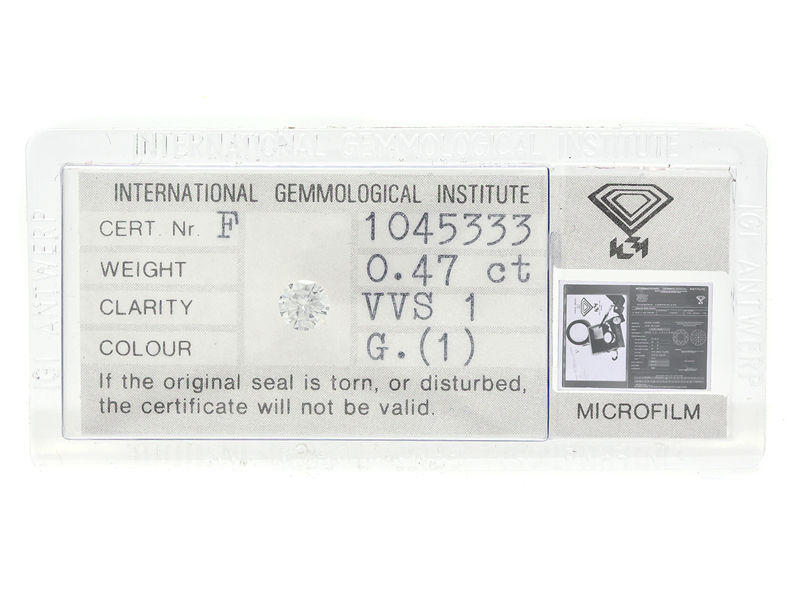 INTERNATIONAL GEMMOLOGICAL INSTITUTE
INTERNATIONAL GEMMOLOGICAL INSTITUTE
CERT. Nr. F 1045333
WEIGHT 0.47 ct
CLARITY VVS 1
COLOUR G.(1)
If the original seal is torn, or disturbed,
the certificate will not be valid.
MICROFILM
IGI ANTWERP
IGI ANTWERP